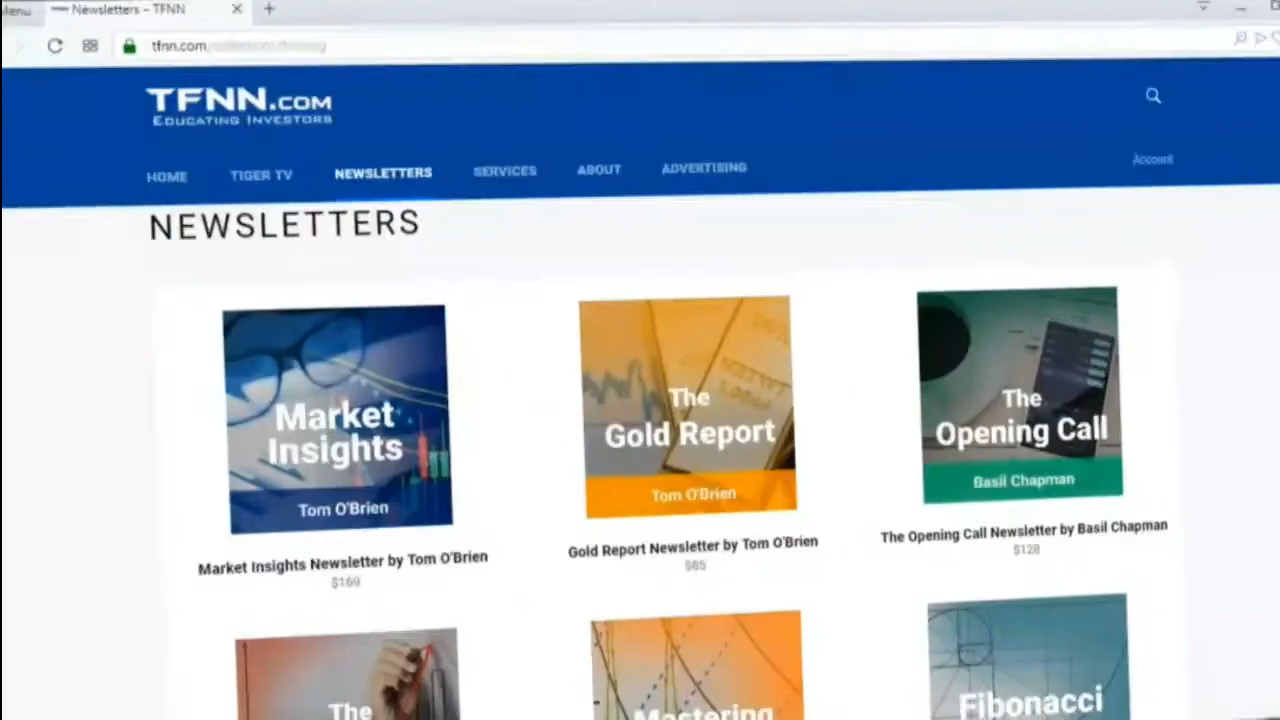 Menu
Newsletters – TFNN
tfnn.com
TFNN.COM
EDUCATING INVESTORS
HOME
TIGER TV
NEWSLETTERS
SERVICES
ABOUT
ADVERTISING
Account
NEWSLETTERS
Market
Insights
Tom O'Brien
The
Gold Report
Tom O'Brien
The
Opening Call
Basil Chapman
Market Insights Newsletter by Tom O'Brien
$169
Gold Report Newsletter by Tom O'Brien
$65
The Opening Call Newsletter by Basil Chapman
$128
The
Mastering
Fibonacci